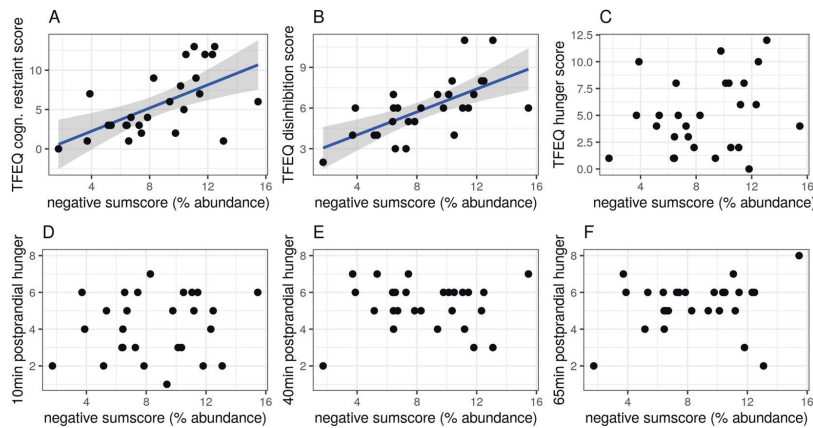 A
TFEQ cogn. restraint score
10
5
0
4 8 12 16
negative sumscore (% abundance)
B
TFEQ disinhibition score
9
6
3
4 8 12 16
negative sumscore (% abundance)
C
TFEQ hunger score
12.5
10.0
7.5
5.0
2.5
0.0
4 8 12 16
negative sumscore (% abundance)
D
10min postprandial hunger
8
6
4
2
4 8 12 16
negative sumscore (% abundance)
E
40min postprandial hunger
8
6
4
2
4 8 12 16
negative sumscore (% abundance)
F
65min postprandial hunger
8
6
4
2
4 8 12 16
negative sumscore (% abundance)